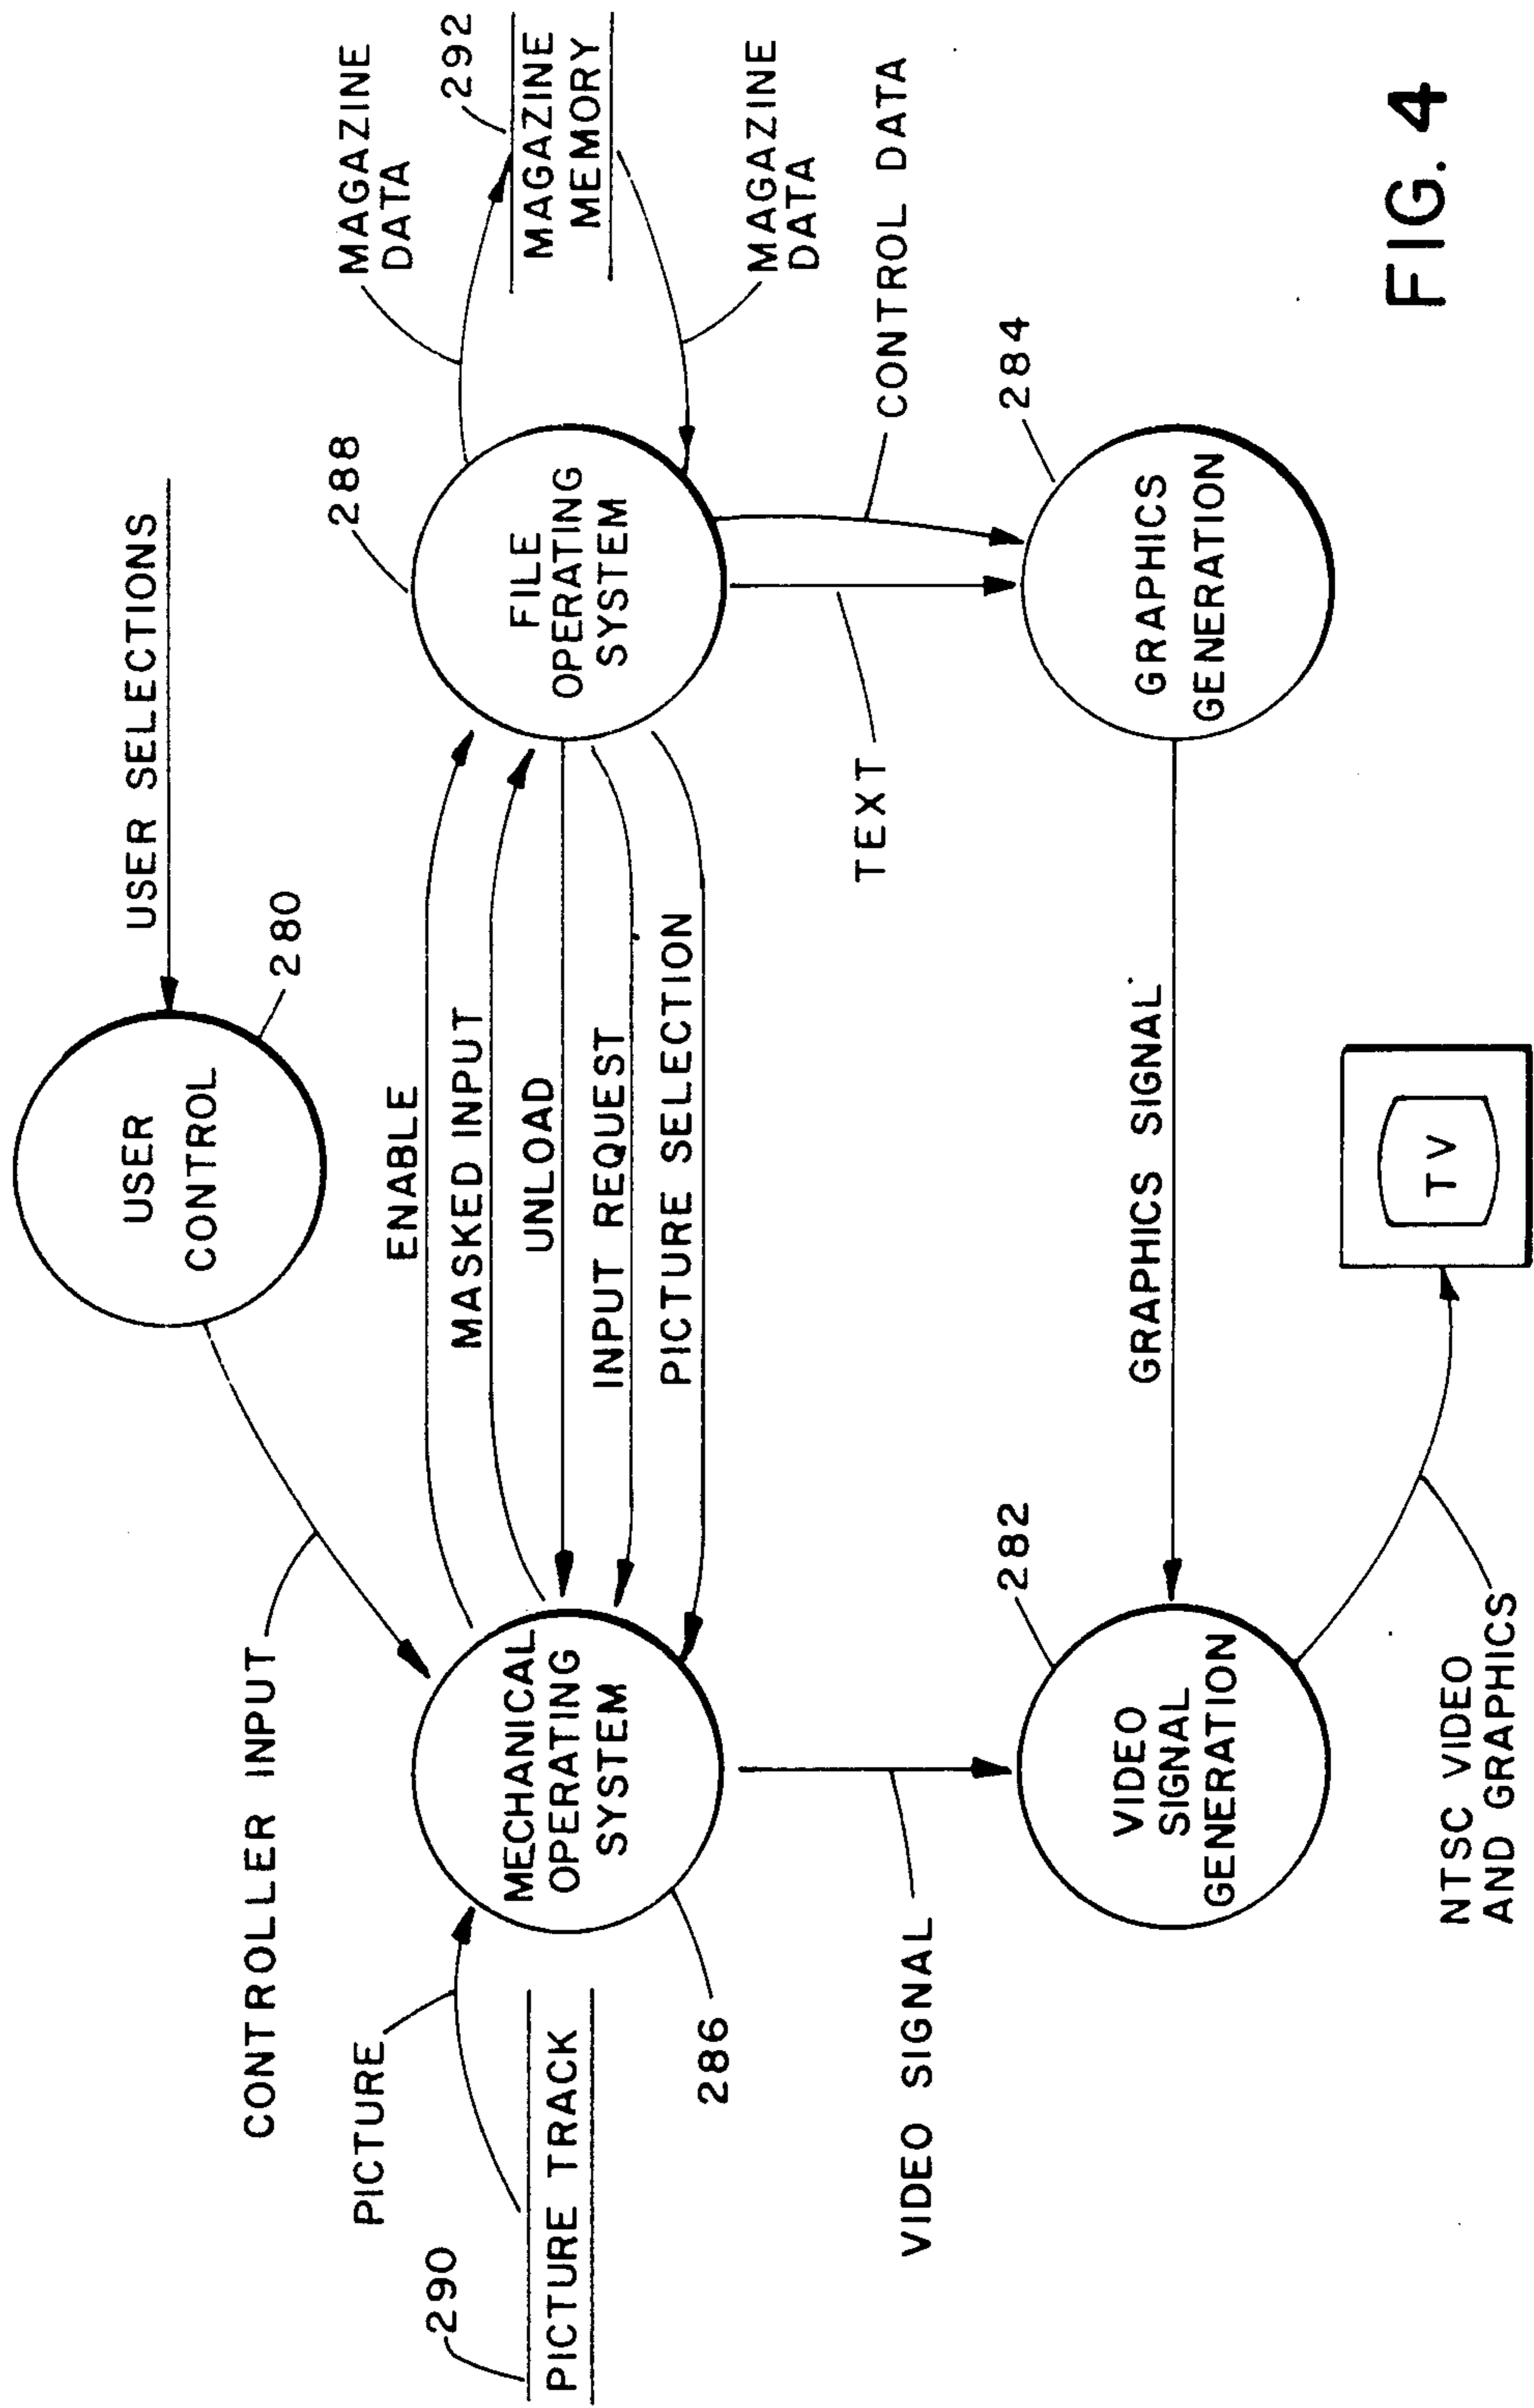 USER SELECTIONS
USER
CONTROL
280
CONTROLLER INPUT
PICTURE
290
PICTURE TRACK
MECHANICAL
OPERATING
SYSTEM
286
ENABLE
MASKED INPUT
UNLOAD
INPUT REQUEST
PICTURE SELECTION
288
FILE
OPERATING
SYSTEM
MAGAZINE
DATA
292
MAGAZINE
MEMORY
MAGAZINE
DATA
CONTROL DATA
TEXT
VIDEO SIGNAL
282
VIDEO
SIGNAL
GENERATION
GRAPHICS SIGNAL
284
GRAPHICS
GENERATION
NTSC VIDEO
AND GRAPHICS
TV
FIG. 4